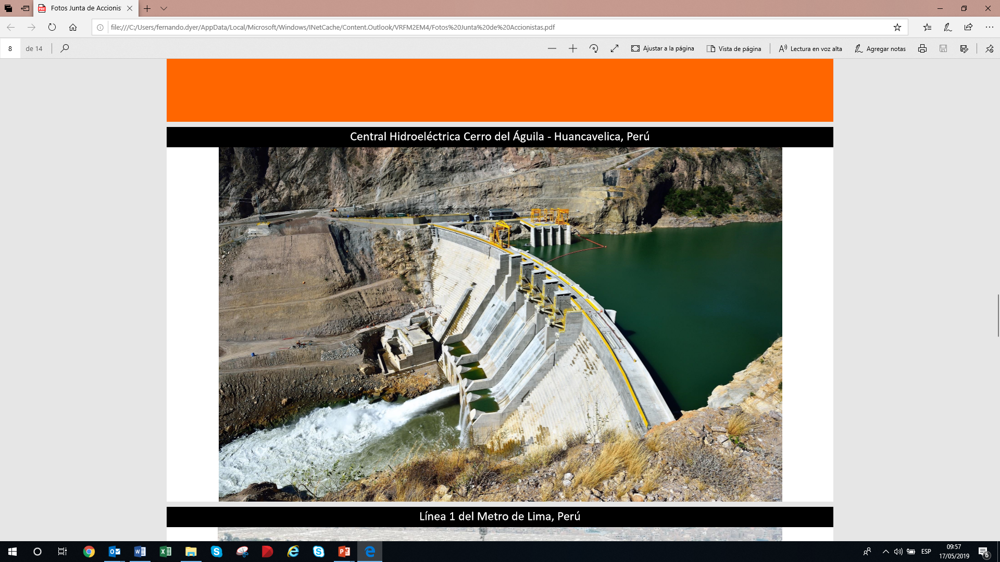 Fotos Junta de Accionis
file:///C:/Users/fernando.dyer/AppData/Local/Microsoft/Windows/INetCache/Content.Outlook/VRFM2EM4/Fotos%20Junta%20de%20Accionistas.pdf
8 de 14
Ajustar a la página
Vista de página
Lectura en voz alta
Agregar notas
Central Hidroeléctrica Cerro del Águila - Huancavelica, Perú
Línea 1 del Metro de Lima, Perú
ESP
09:57
17/05/2019
6